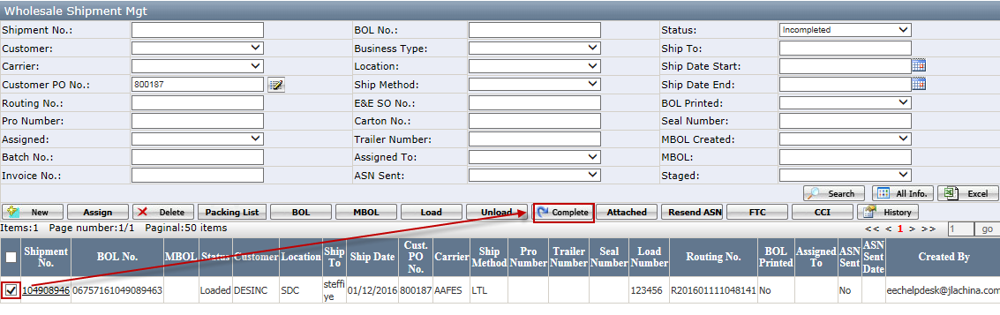 Wholesale Shipment Mgt
Shipment No.: BOL No.: Status: Incompleted
Customer: Business Type: Ship To:
Carrier: Location: Ship Date Start:
Customer PO No.: 800187 Ship Method: Ship Date End:
Routing No.: E&E SO No.: BOL Printed:
Pro Number: Carton No.: Seal Number:
Assigned: Trailer Number: MBOL Created:
Batch No.: Assigned To: MBOL:
Invoice No.: ASN Sent: Staged:
Search All Info. Excel
New Assign Delete Packing List BOL MBOL Load Unload Complete Attached Resend ASN FTC CCI History
Items:1 Page number:1/1 Paginal:50 items << < 1 > >> 1 go
Shipment No. BOL No. MBOL Status Customer Location Ship To Ship Date Cust. PO No. Carrier Ship Method Pro Number Trailer Number Seal Number Load Number Routing No. BOL Printed Assigned To ASN Sent ASN Sent Date Created By
104908946 06757161049089463 Loaded DESINC SDC steffi ye 01/12/2016 800187 AAFES LTL 123456 R201601111048141 No No eechelpdesk@jlachina.com